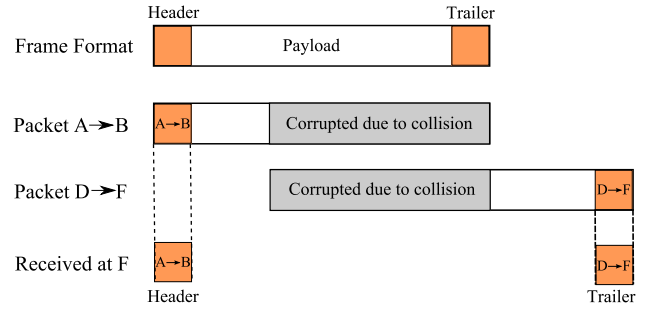 Header Trailer
Frame Format Payload
Packet A→B A→B Corrupted due to collision
Packet D→F Corrupted due to collision D→F
Received at F A→B D→F
Header Trailer